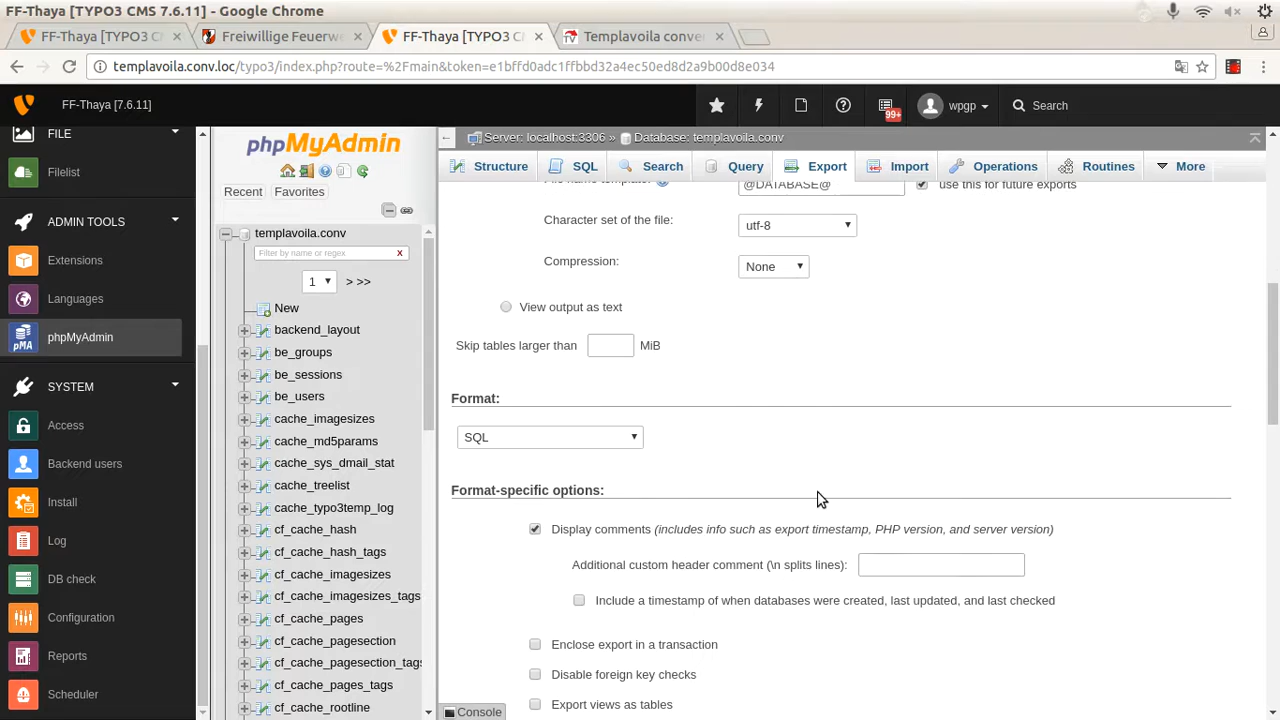 FF-Thaya [TYPO3 CMS 7.6.11] - Google Chrome
FF-Thaya [TYPO3 C × Freiwillige Feuerwe × FF-Thaya [TYPO3 C × Templavoila conver ×
templavoila.conv.loc/typo3/index.php?route=%2Fmain&token=e1bffd0adc1ffbbd32a4ec50ed8d2a9b00d8e034
FF-Thaya [7.6.11] 99+ wpgp Search
FILE
Filelist
ADMIN TOOLS
Extensions
Languages
pMA phpMyAdmin
SYSTEM
Access
Backend users
Install
Log
DB check
Configuration
Reports
Scheduler
phpMyAdmin
Recent Favorites
templavoila.conv
Filter by name or regex X
1 > >>
New
backend_layout
be_groups
be_sessions
be_users
cache_imagesizes
cache_md5params
cache_sys_dmail_stat
cache_treelist
cache_typo3temp_log
cf_cache_hash
cf_cache_hash_tags
cf_cache_imagesizes
cf_cache_imagesizes_tags
cf_cache_pages
cf_cache_pagesection
cf_cache_pagesection_tags
cf_cache_pages_tags
cf_cache_rootline
Server: localhost:3306 » Database: templavoila.conv
Structure SQL Search Query Export Import Operations Routines More
File name template: @DATABASE@ use this for future exports
Character set of the file: utf-8
Compression: None
View output as text
Skip tables larger than MiB
Format:
SQL
Format-specific options:
Display comments (includes info such as export timestamp, PHP version, and server version)
Additional custom header comment (\n splits lines):
Include a timestamp of when databases were created, last updated, and last checked
Enclose export in a transaction
Disable foreign key checks
Export views as tables
Console